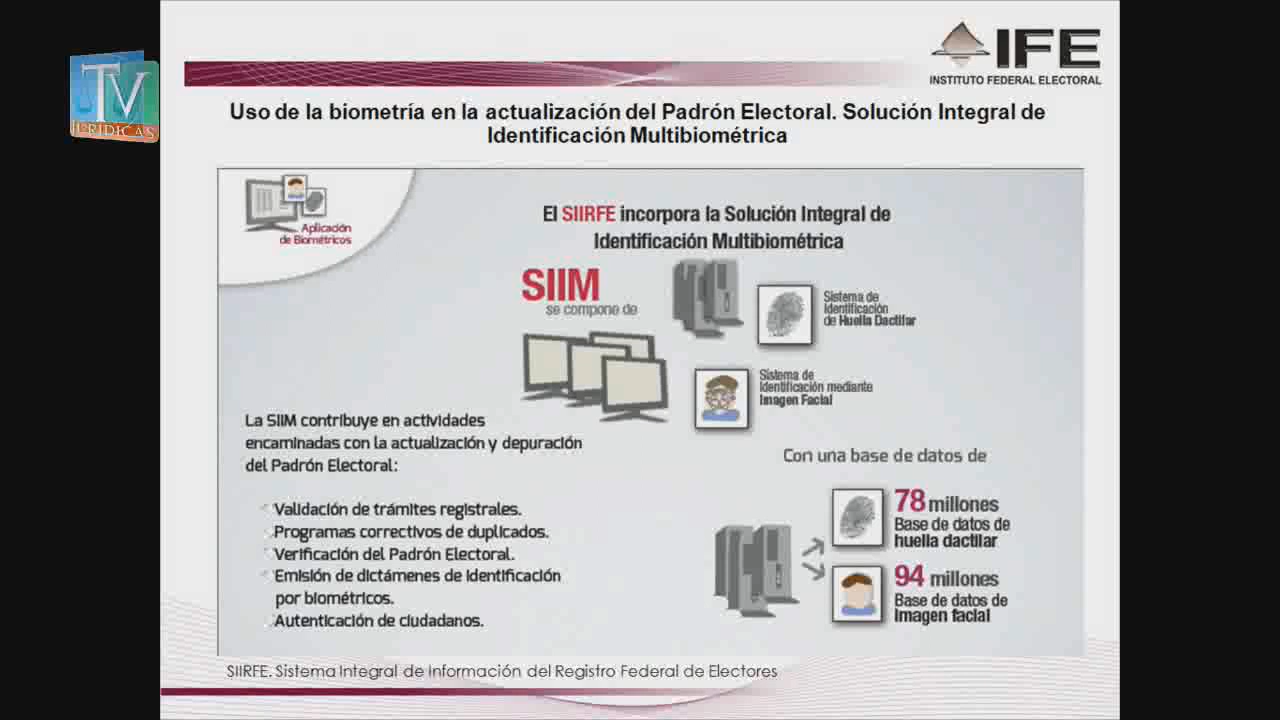 TV
JURIDICAS
IFE
INSTITUTO FEDERAL ELECTORAL
Uso de la biometría en la actualización del Padrón Electoral. Solución Integral de
Identificación Multibiométrica
Aplicación
de Biométricos
El SIIRFE incorpora la Solución Integral de
Identificación Multibiométrica
SIIM
se compone de
Sistema de
Identificación
de Huella Dactilar
Sistema de
Identificación mediante
Imagen Facial
La SIIM contribuye en actividades
encaminadas con la actualización y depuración
del Padrón Electoral:
Validación de trámites registrales.
Programas correctivos de duplicados.
Verificación del Padrón Electoral.
Emisión de dictámenes de identificación
por biométricos.
Autenticación de ciudadanos.
Con una base de datos de
78 millones
Base de datos de
huella dactilar
94 millones
Base de datos de
imagen facial
SIIRFE. Sistema Integral de Información del Registro Federal de Electores